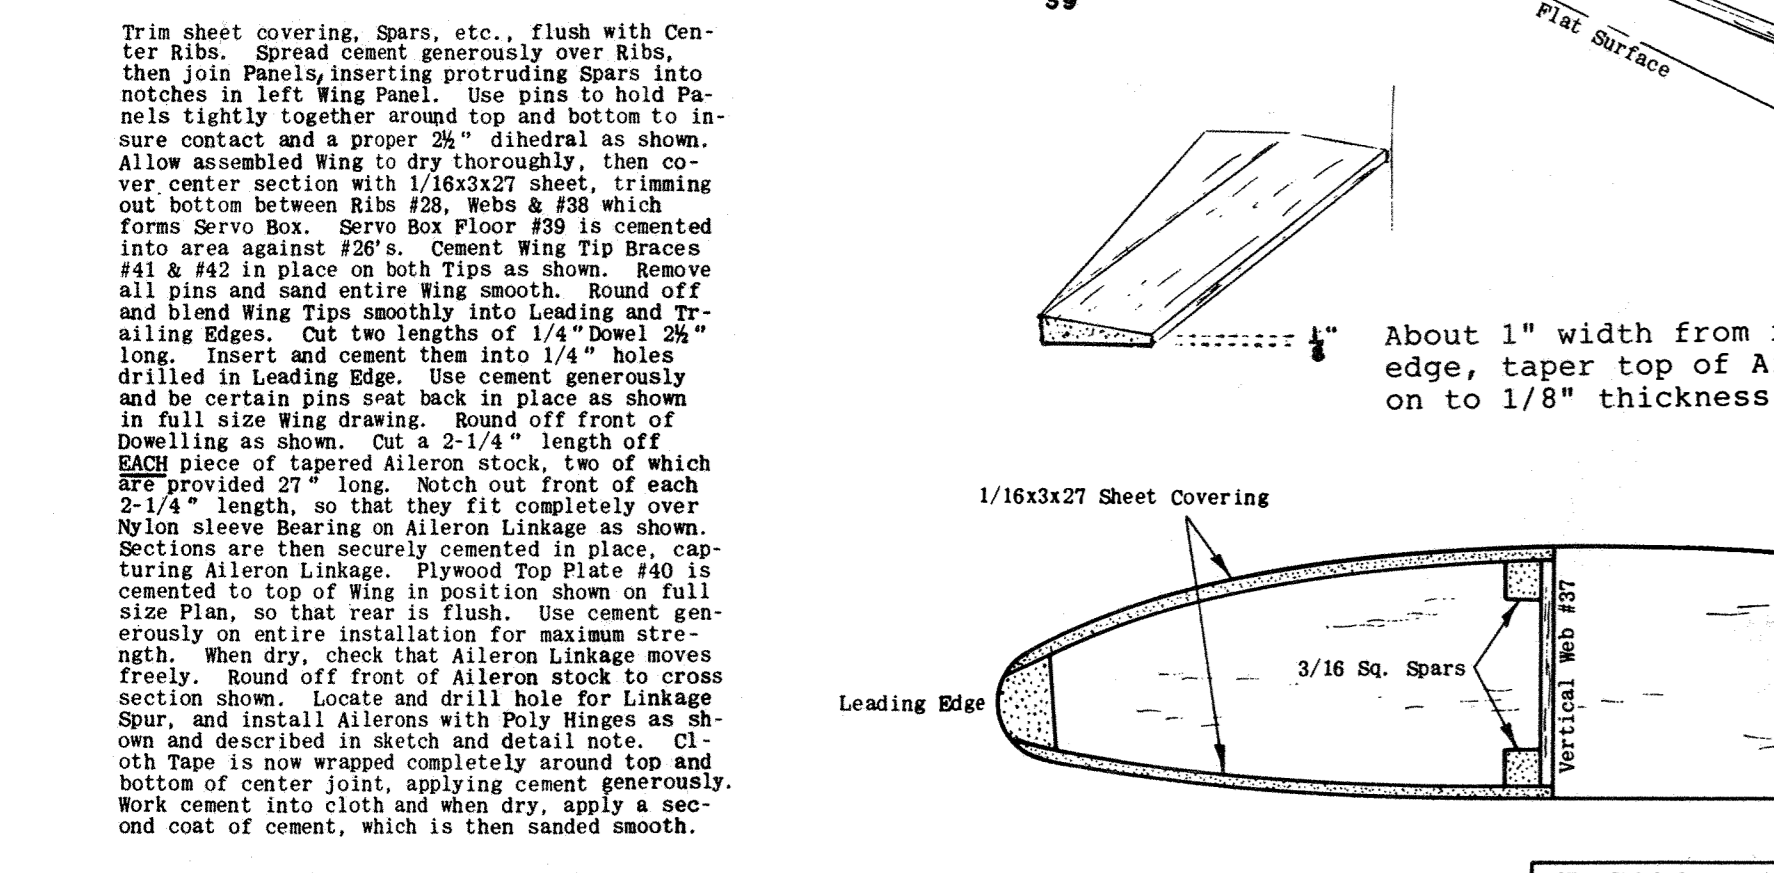 Trim sheet covering, Spars, etc., flush with Cen-
ter Ribs. Spread cement generously over Ribs,
then join Panels, inserting protruding Spars into
notches in left Wing Panel. Use pins to hold Pa-
nels tightly together around top and bottom to in-
sure contact and a proper 2½" dihedral as shown.
Allow assembled Wing to dry thoroughly, then co-
ver center section with 1/16x3x27 sheet, trimming
out bottom between Ribs #28, Webs & #38 which
forms Servo Box. Servo Box Floor #39 is cemented
into area against #26's. Cement Wing Tip Braces
#41 & #42 in place on both Tips as shown. Remove
all pins and sand entire Wing smooth. Round off
and blend Wing Tips smoothly into Leading and Tr-
ailing Edges. Cut two lengths of 1/4" Dowel 2½"
long. Insert and cement them into 1/4" holes
drilled in Leading Edge. Use cement generously
and be certain pins seat back in place as shown
in full size Wing drawing. Round off front of
Dowelling as shown. Cut a 2-1/4" length off
EACH piece of tapered Aileron stock, two of which
are provided 27" long. Notch out front of each
2-1/4" length, so that they fit completely over
Nylon sleeve Bearing on Aileron Linkage as shown.
Sections are then securely cemented in place, cap-
turing Aileron Linkage. Plywood Top Plate #40 is
cemented to top of Wing in position shown on full
size Plan, so that rear is flush. Use cement gen-
erously on entire installation for maximum stre-
ngth. When dry, check that Aileron Linkage moves
freely. Round off front of Aileron stock to cross
section shown. Locate and drill hole for Linkage
Spur, and install Ailerons with Poly Hinges as sh-
own and described in sketch and detail note. Cl-
oth Tape is now wrapped completely around top and
bottom of center joint, applying cement generously.
Work cement into cloth and when dry, apply a sec-
ond coat of cement, which is then sanded smooth.
39
Flat Surface
1/8"
About 1" width from
edge, taper top of A
on to 1/8" thickness
1/16x3x27 Sheet Covering
3/16 Sq. Spars
Vertical Web #37
Leading Edge